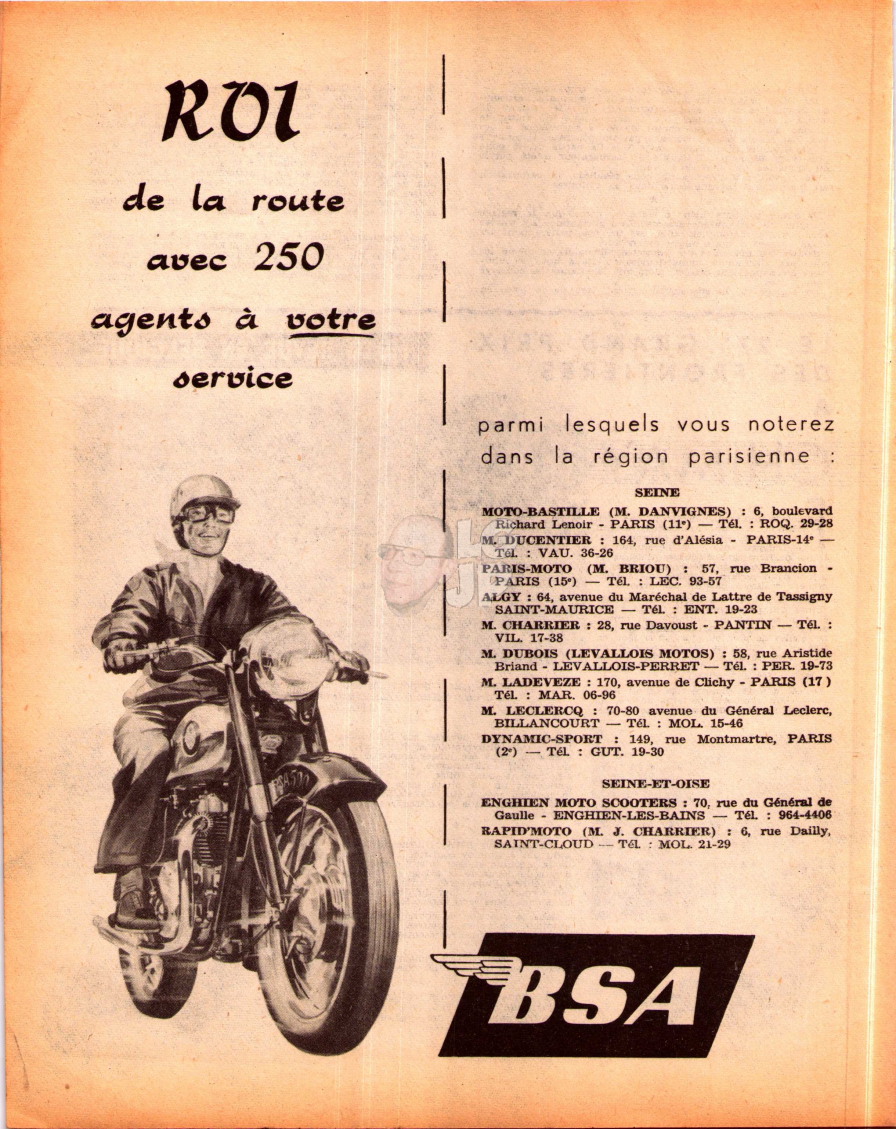 ROI
de la route
avec 250
agents à votre
service
parmi lesquels vous noterez
dans la région parisienne :
SEINE
MOTO-BASTILLE (M. DANVIGNES) : 6, boulevard
Richard Lenoir - PARIS (11e) — Tél. : ROQ. 29-28
M. DUCENTIER : 164, rue d'Alésia - PARIS-14e —
Tél. : VAU. 36-26
PARIS-MOTO (M. BRIOU) : 57, rue Brancion -
PARIS (15e) — Tél. : LEC. 93-57
ALGY : 64, avenue du Maréchal de Lattre de Tassigny
SAINT-MAURICE — Tél. : ENT. 19-23
M. CHARRIER : 28, rue Davoust - PANTIN — Tél. :
VIL. 17-38
M. DUBOIS (LEVALLOIS MOTOS) : 58, rue Aristide
Briand - LEVALLOIS-PERRET — Tél. : PER. 19-73
M. LADEVEZE : 170, avenue de Clichy - PARIS (17 )
Tél. : MAR. 06-96
M. LECLERCQ : 70-80 avenue du Général Leclerc,
BILLANCOURT — Tél. : MOL. 15-46
DYNAMIC-SPORT : 149, rue Montmartre, PARIS
(2e) — Tél. : GUT. 19-30
SEINE-ET-OISE
ENGHIEN MOTO SCOOTERS : 70, rue du Général de
Gaulle - ENGHIEN-LES-BAINS — Tél. : 964-4406
RAPID'MOTO (M. J. CHARRIER) : 6, rue Dailly,
SAINT-CLOUD — Tél. : MOL. 21-29
BSA